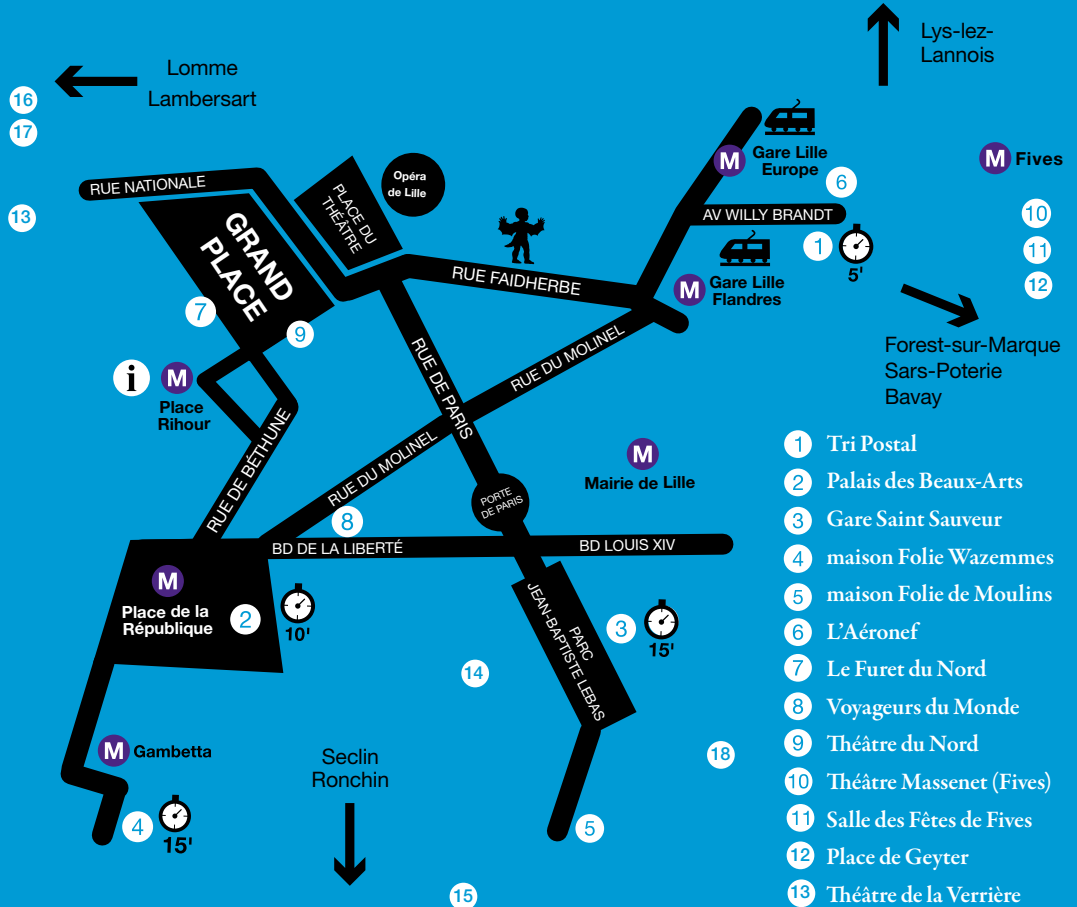 Lys-lez-
Lannois
Lomme
Lambersart
16
17
13
RUE NATIONALE
PLACE DU
THÉÂTRE
Opéra
de Lille
M
Gare Lille
Europe
6
M Fives
10
11
12
AV WILLY BRANDT
1
5'
GRAND
PLACE
RUE FAIDHERBE
M
Gare Lille
Flandres
7
9
Forest-sur-Marque
Sars-Poterie
Bavay
i
M
Place
Rihour
RUE DE PARIS
RUE DU MOLINEL
RUE DE BÉTHUNE
RUE DU MOLINEL
M
Mairie de Lille
PORTE
DE PARIS
8
BD DE LA LIBERTÉ
BD LOUIS XIV
M
Place de la
République
2
10'
PARC
JEAN-BAPTISTE LEBAS
3
15'
14
18
M Gambetta
Seclin
Ronchin
4
15'
5
15
1 Tri Postal
2 Palais des Beaux-Arts
3 Gare Saint Sauveur
4 maison Folie Wazemmes
5 maison Folie de Moulins
6 L'Aéronef
7 Le Furet du Nord
8 Voyageurs du Monde
9 Théâtre du Nord
10 Théâtre Massenet (Fives)
11 Salle des Fêtes de Fives
12 Place de Geyter
13 Théâtre de la Verrière